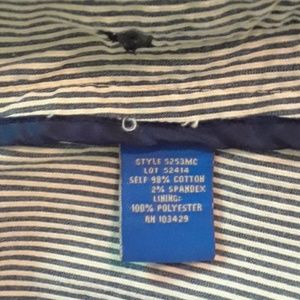 STYLE 5253MC
LOT 52414
SELF 98% COTTON
2% SPANDEX
LINING:
100% POLYESTER
RN 103429